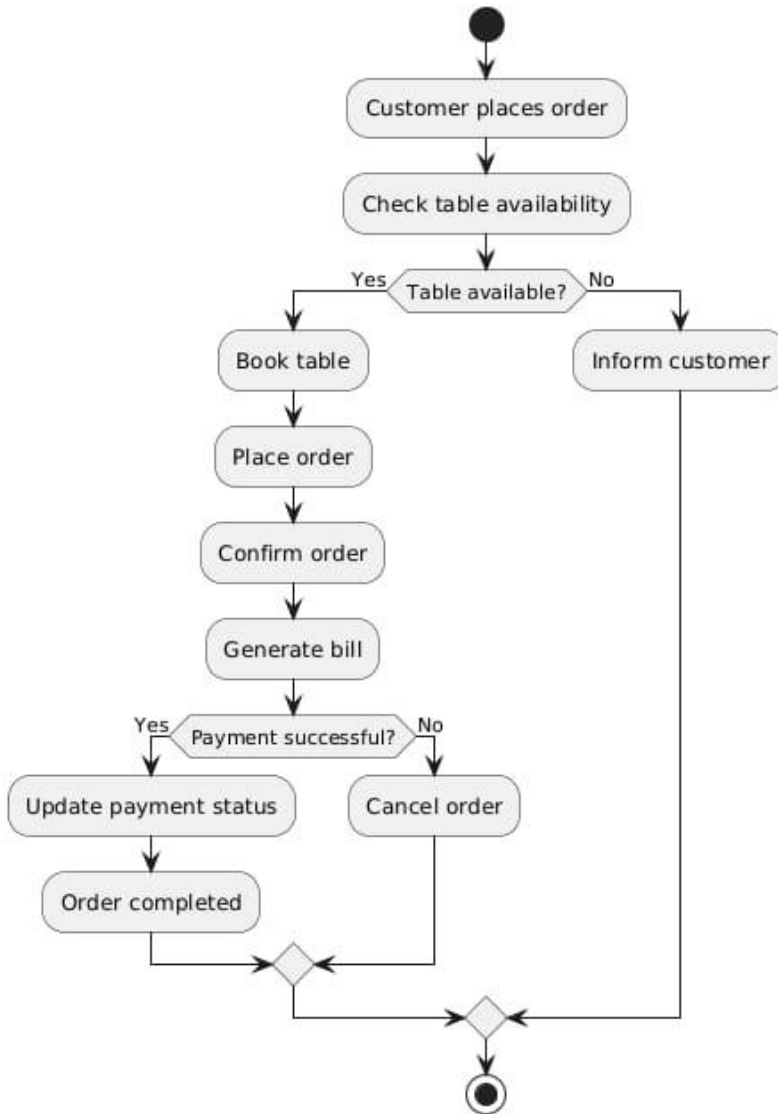 Customer places order
Check table availability
Yes
Table available?
No
Book table
Inform customer
Place order
Confirm order
Generate bill
Yes
Payment successful?
No
Update payment status
Cancel order
Order completed